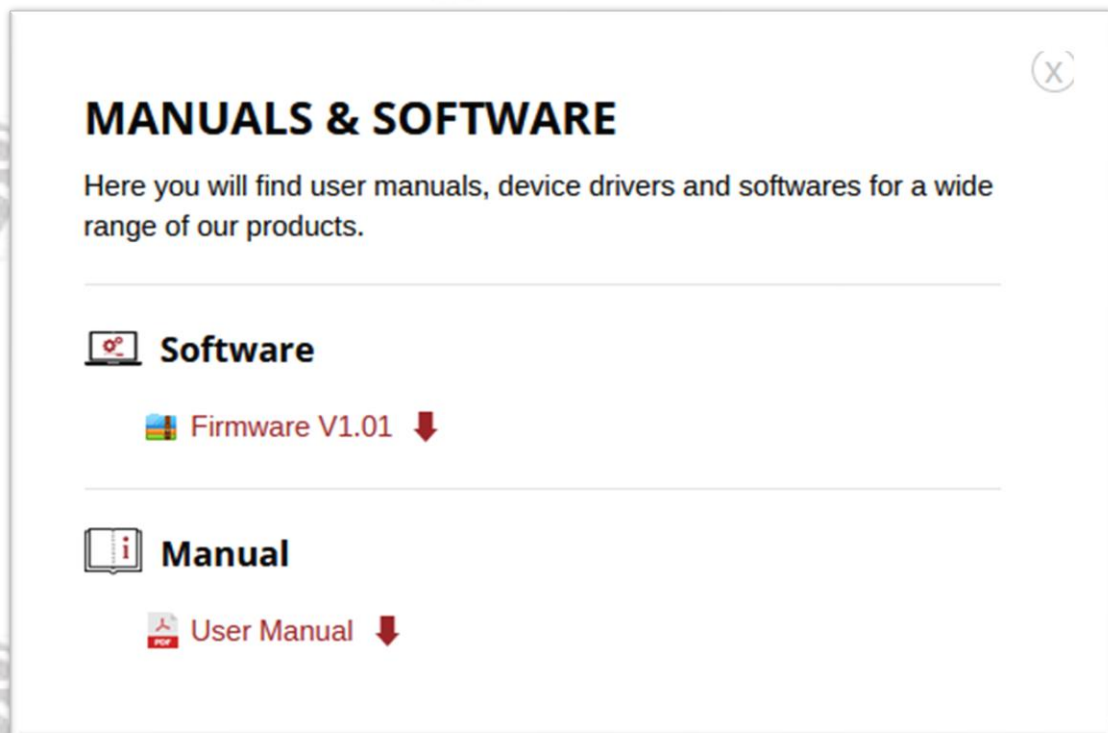 (x)
MANUALS & SOFTWARE
Here you will find user manuals, device drivers and softwares for a wide
range of our products.
Software
Firmware V1.01
i Manual
PDF User Manual